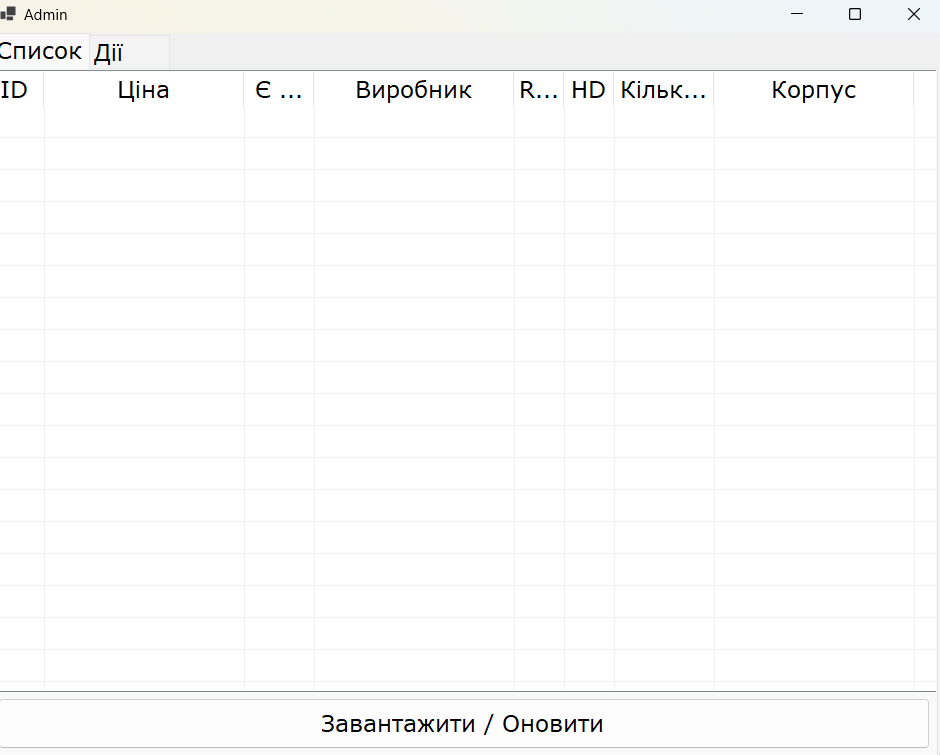 Admin
Список Дії
ID Ціна Є ... Виробник R... HD Кільк... Корпус
Завантажити / Оновити